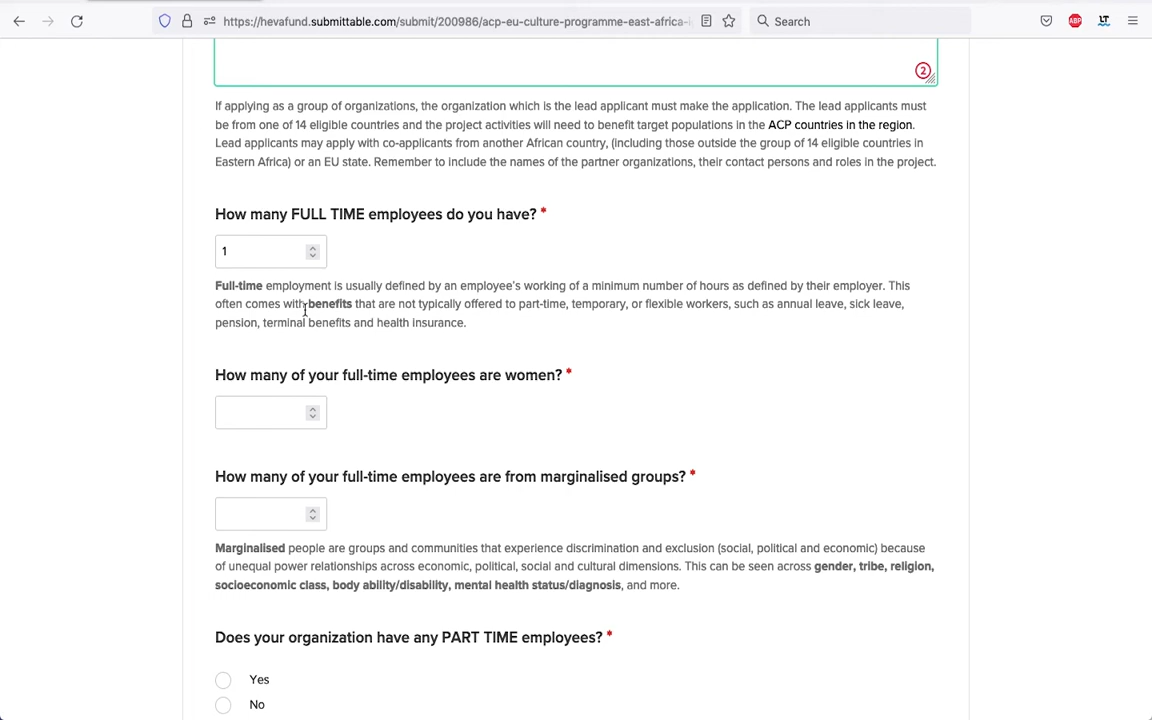 https://hevafund.submittable.com/submit/200986/acp-eu-culture-programme-east-africa-
Search
ABP
LT
2
If applying as a group of organizations, the organization which is the lead applicant must make the application. The lead applicants must
be from one of 14 eligible countries and the project activities will need to benefit target populations in the ACP countries in the region.
Lead applicants may apply with co-applicants from another African country, (including those outside the group of 14 eligible countries in
Eastern Africa) or an EU state. Remember to include the names of the partner organizations, their contact persons and roles in the project.
How many FULL TIME employees do you have? *
1
Full-time employment is usually defined by an employee's working of a minimum number of hours as defined by their employer. This
often comes with benefits that are not typically offered to part-time, temporary, or flexible workers, such as annual leave, sick leave,
pension, terminal benefits and health insurance.
How many of your full-time employees are women? *
How many of your full-time employees are from marginalised groups? *
Marginalised people are groups and communities that experience discrimination and exclusion (social, political and economic) because
of unequal power relationships across economic, political, social and cultural dimensions. This can be seen across gender, tribe, religion,
socioeconomic class, body ability/disability, mental health status/diagnosis, and more.
Does your organization have any PART TIME employees? *
Yes
No